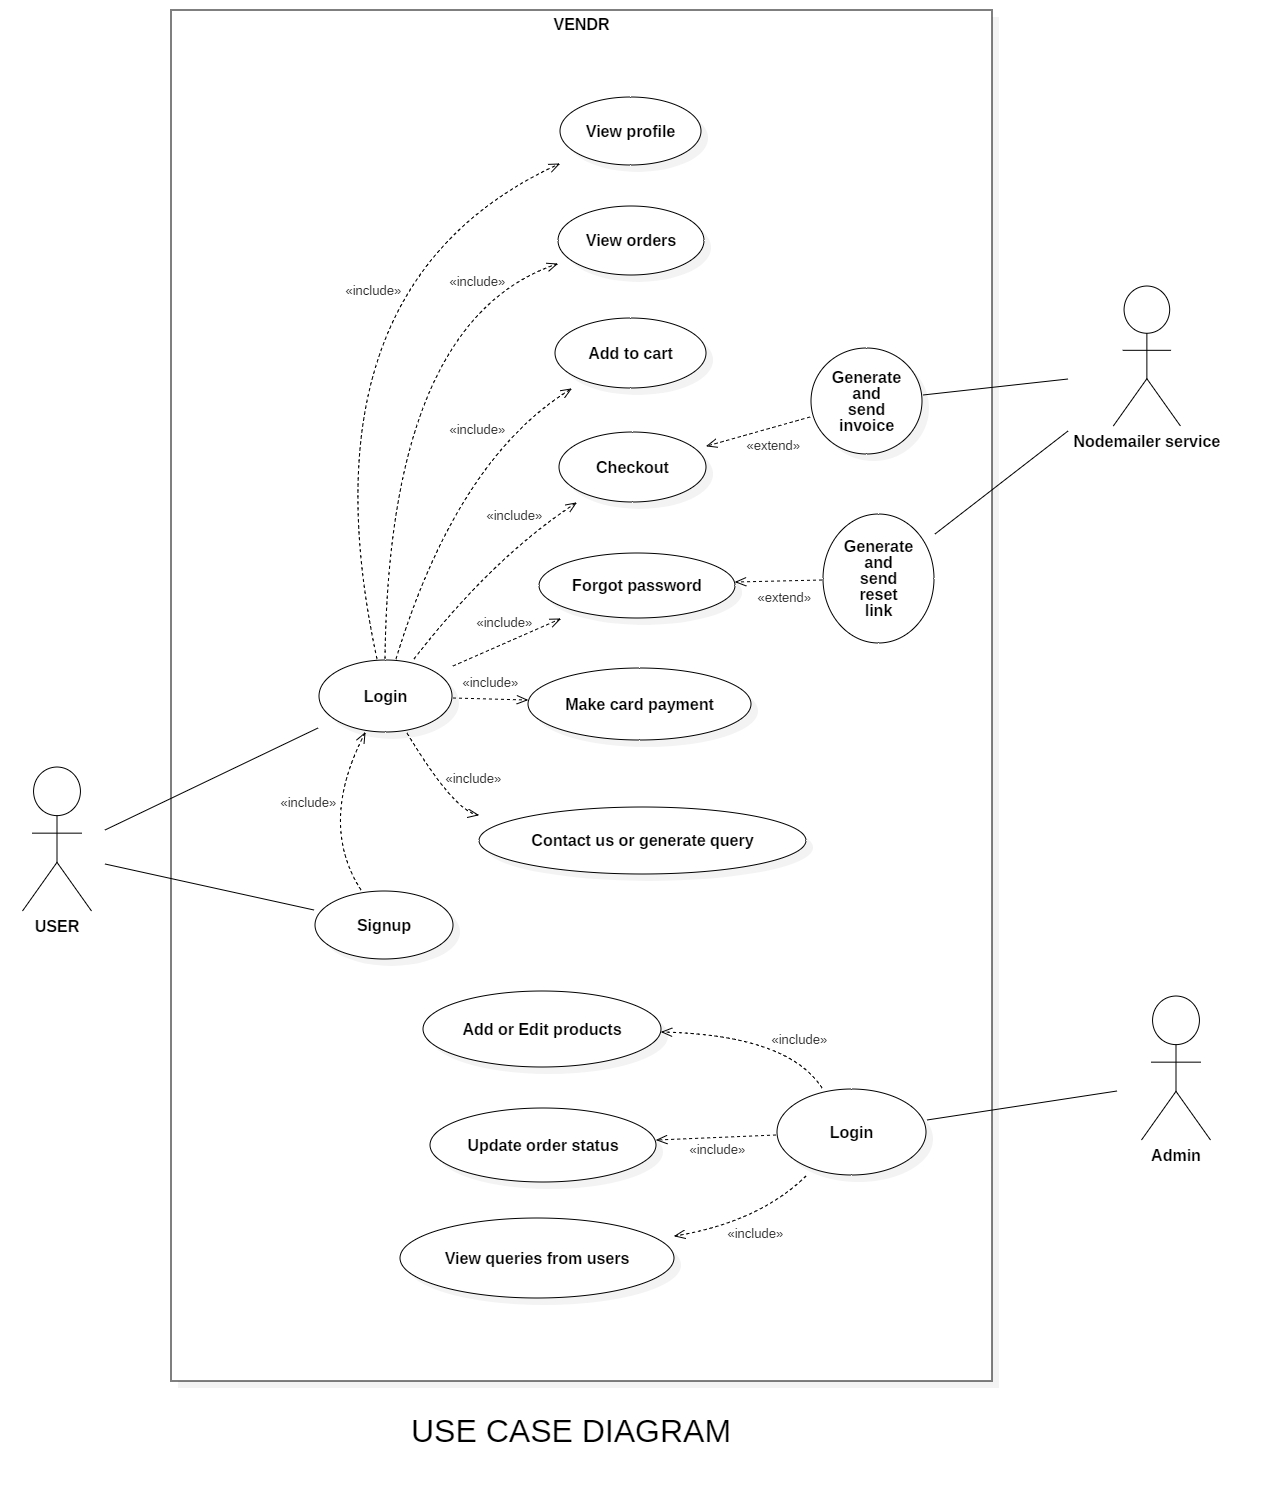 VENDR
View profile
View orders
«include»
«include»
Add to cart
Generate
and
send
invoice
«include»
«extend»
Nodemailer service
Checkout
«include»
Generate
and
send
reset
link
Forgot password
«extend»
«include»
«include»
Login
Make card payment
«include»
«include»
Contact us or generate query
USER
Signup
Add or Edit products
«include»
Login
Update order status
«include»
Admin
«include»
View queries from users
USE CASE DIAGRAM